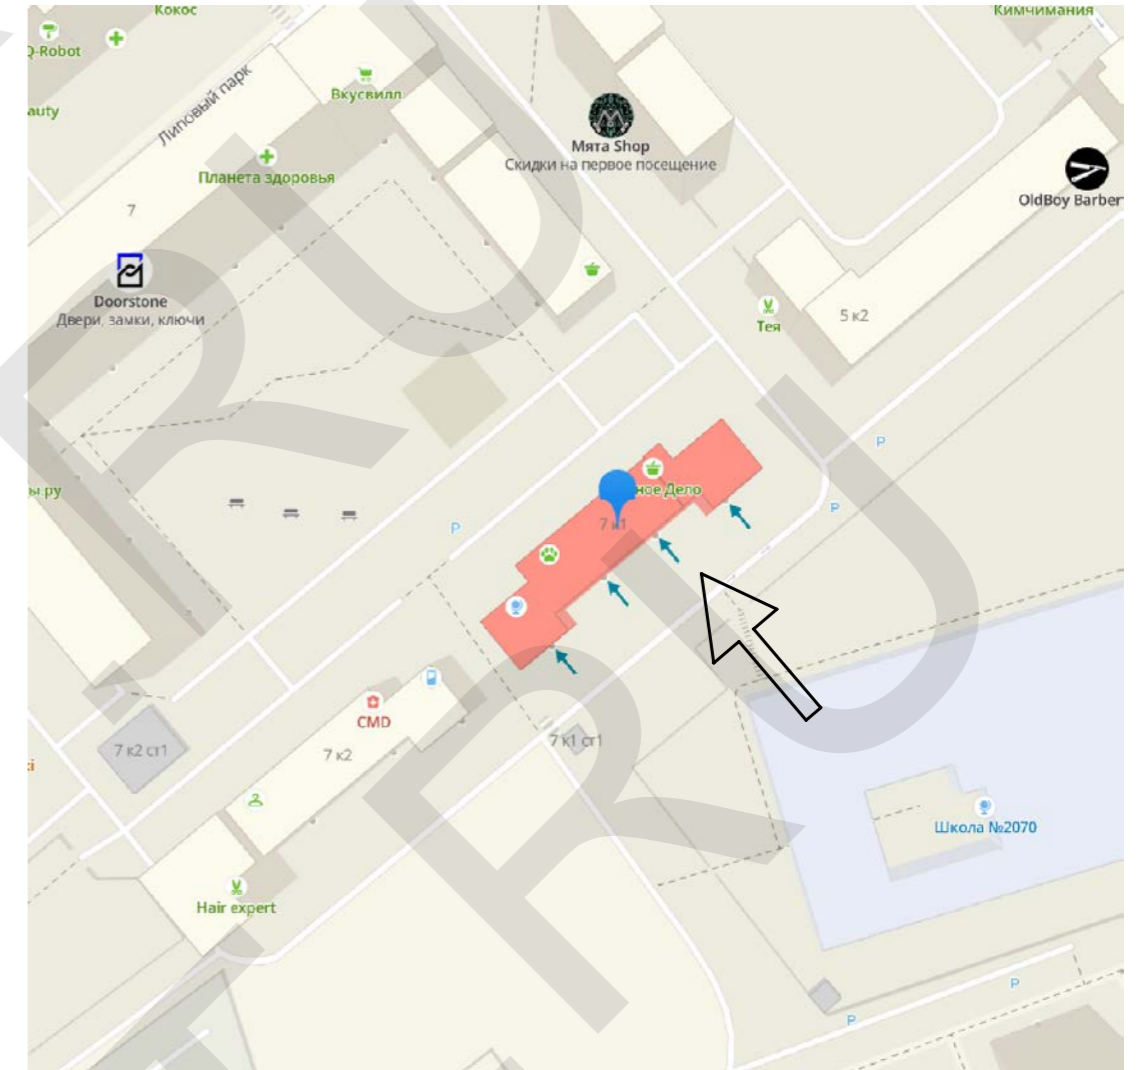 Кокос
Кимчимания
Q-Robot
Вкусвилл
auty
Липовый парк
Мята Shop
Скидки на первое посещение
Планета здоровья
OldBoy Barber
7
Doorstone
Двери, замки, ключи
5 к2
Тея
P
ы.ру
ное Дело
P
P
7 к1
CMD
7 к2 ст1
7 к2
7 к1 ст1
Школа №2070
Hair expert
P
P